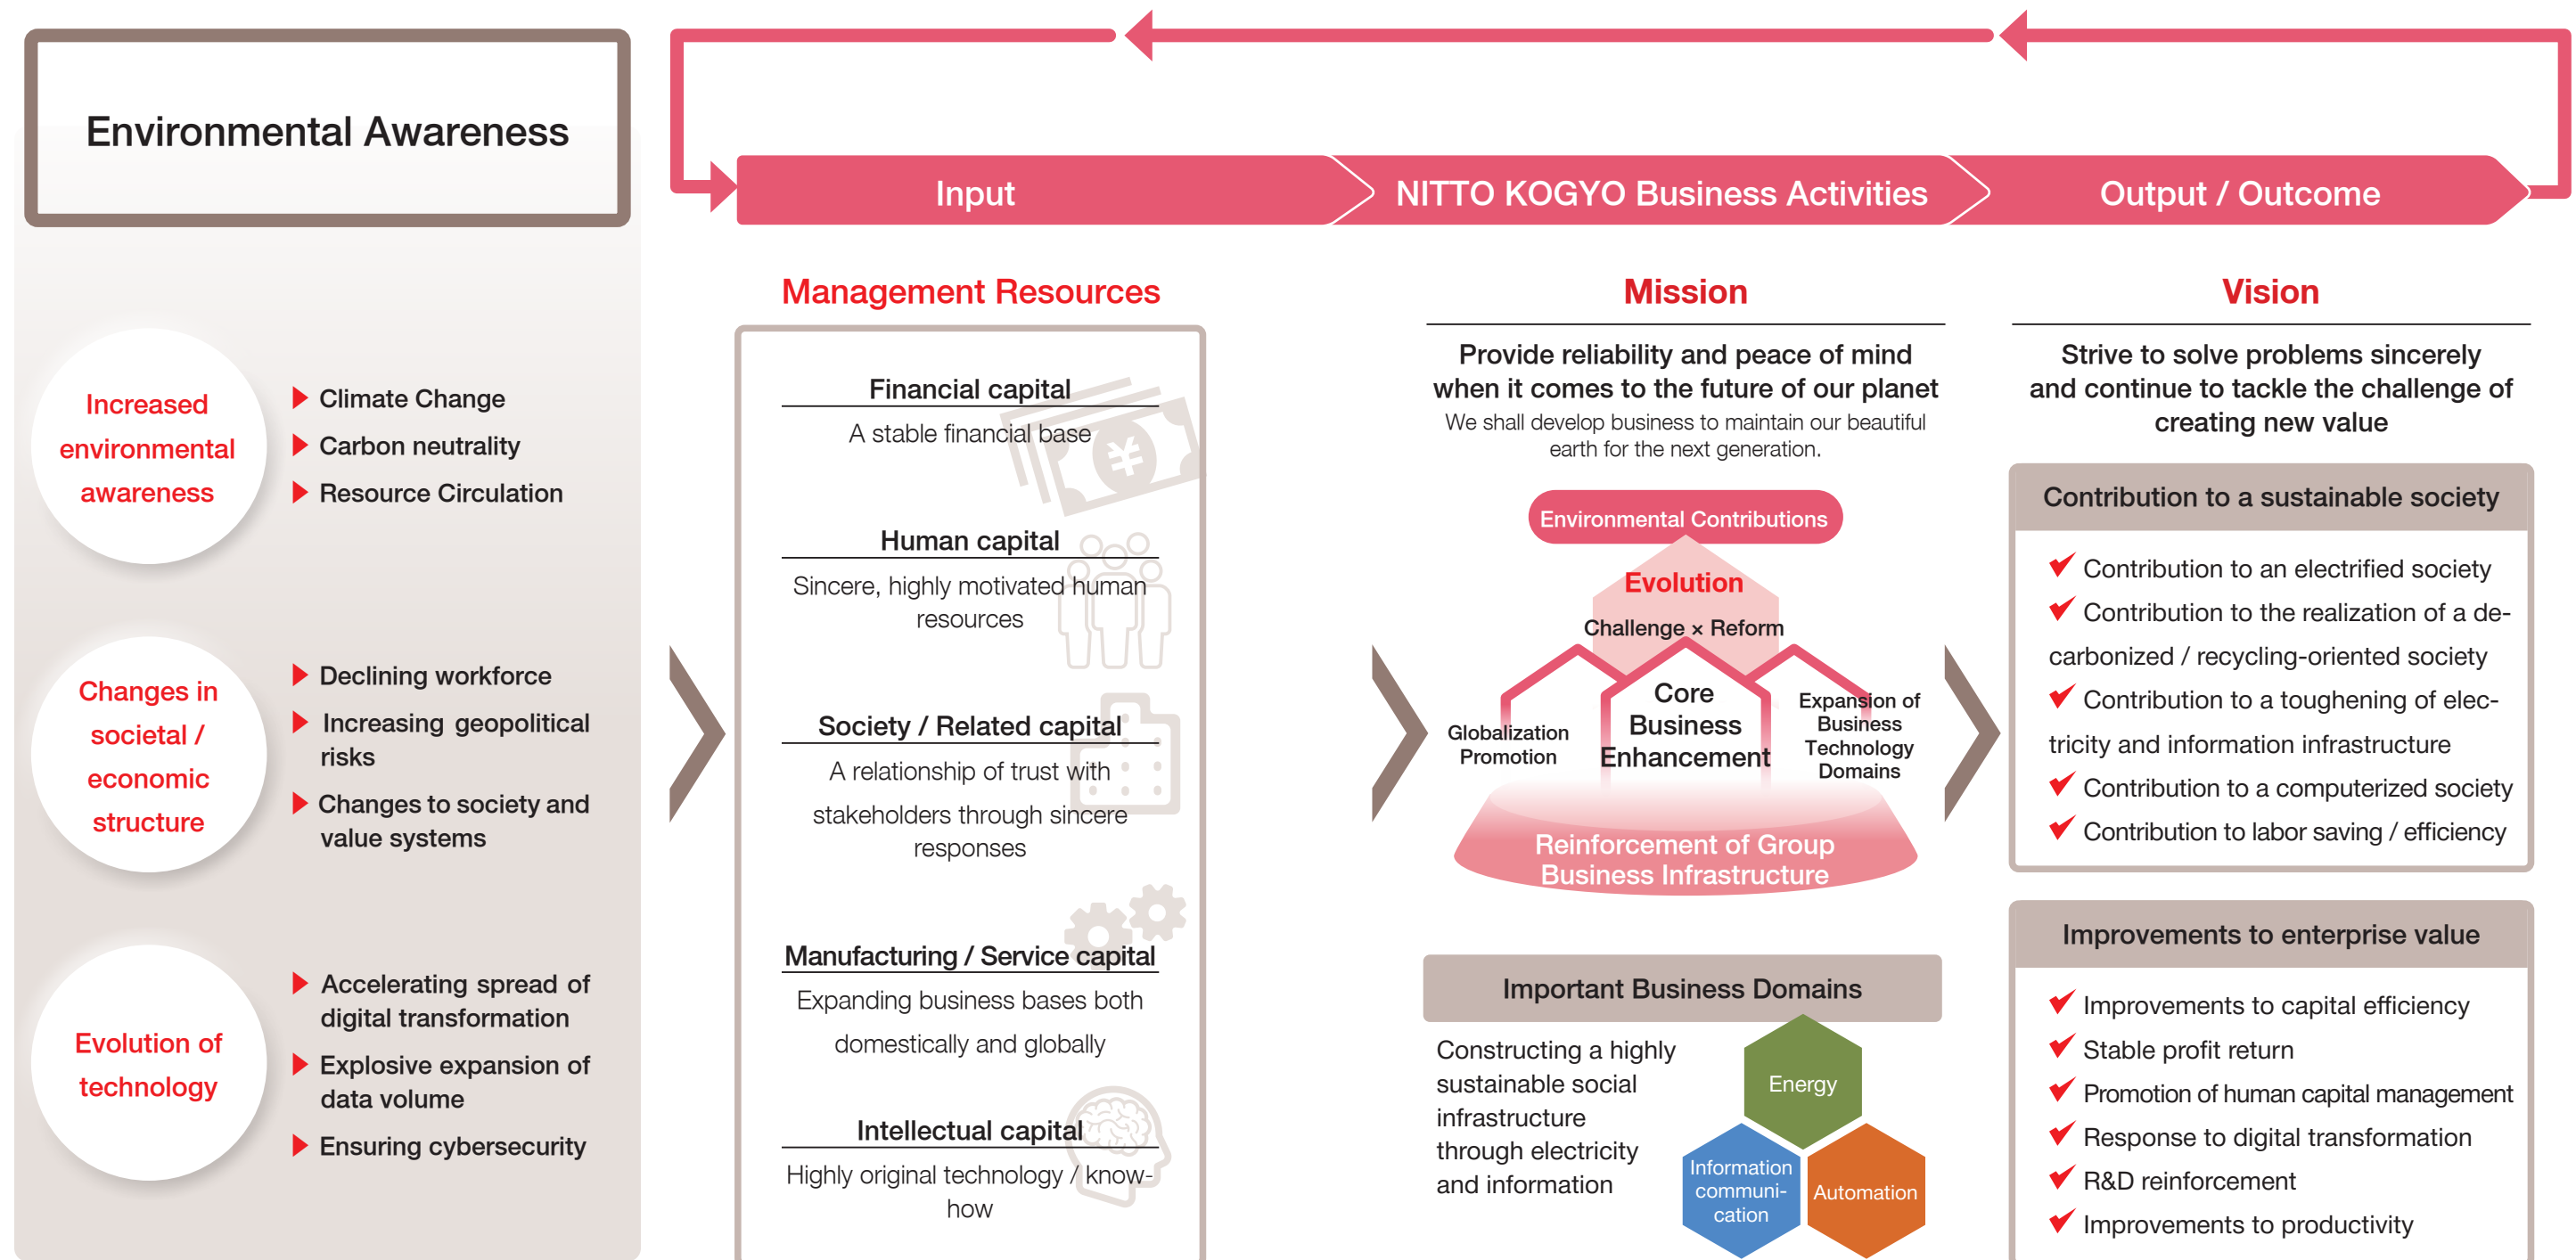 Environmental Awareness
Increased
environmental
awareness
Climate Change
Carbon neutrality
Resource Circulation
Changes in
societal /
economic
structure
Declining workforce
Increasing geopolitical
risks
Changes to society and
value systems
Evolution of
technology
Accelerating spread of
digital transformation
Explosive expansion of
data volume
Ensuring cybersecurity
Input
NITTO KOGYO Business Activities
Output / Outcome
Management Resources
Financial capital
A stable financial base
¥
Human capital
Sincere, highly motivated human
resources
Society / Related capital
A relationship of trust with
stakeholders through sincere
responses
Manufacturing / Service capital
Expanding business bases both
domestically and globally
Intellectual capital
Highly original technology / know-
how
Mission
Provide reliability and peace of mind
when it comes to the future of our planet
We shall develop business to maintain our beautiful
earth for the next generation.
Environmental Contributions
Evolution
Challenge × Reform
Globalization
Promotion
Core
Business
Enhancement
Expansion of
Business
Technology
Domains
Reinforcement of Group
Business Infrastructure
Important Business Domains
Constructing a highly
sustainable social
infrastructure
through electricity
and information
Energy
Information
communi-
cation
Automation
Vision
Strive to solve problems sincerely
and continue to tackle the challenge of
creating new value
Contribution to a sustainable society
Contribution to an electrified society
Contribution to the realization of a de-
carbonized / recycling-oriented society
Contribution to a toughening of elec-
tricity and information infrastructure
Contribution to a computerized society
Contribution to labor saving / efficiency
Improvements to enterprise value
Improvements to capital efficiency
Stable profit return
Promotion of human capital management
Response to digital transformation
R&D reinforcement
Improvements to productivity